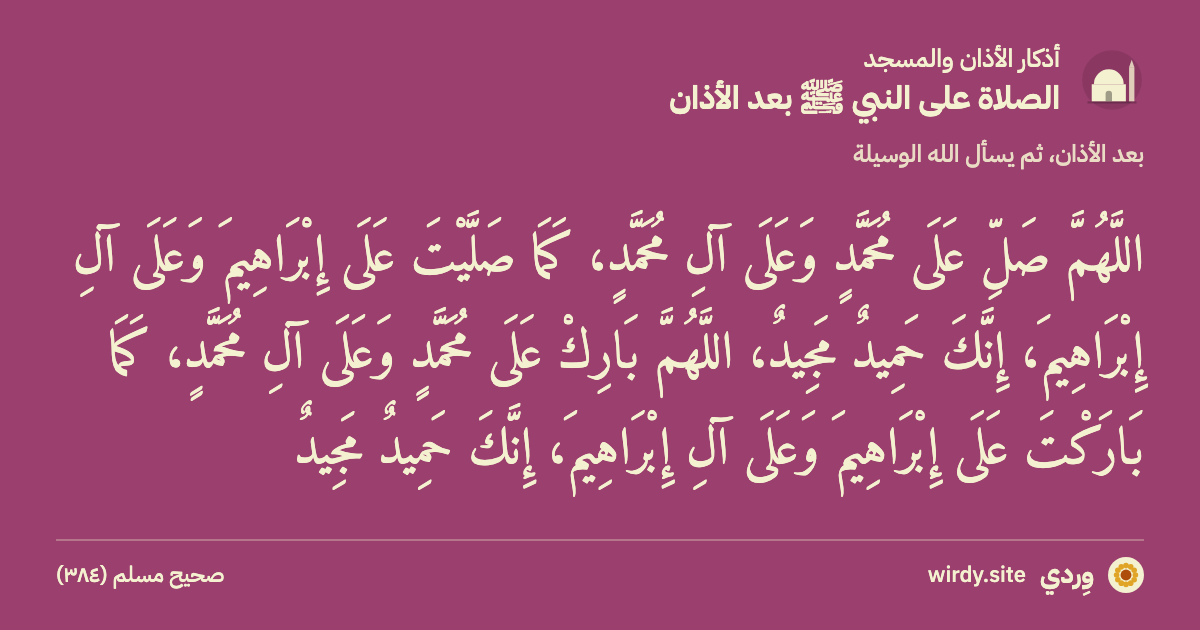 أذكار الأذان والمسجد
الصلاة على النبي ﷺ بعد الأذان
بعد الأذان، ثم يسأل الله الوسيلة
اللَّهُمَّ صَلِّ عَلَى مُحَمَّدٍ وَعَلَى آلِ مُحَمَّدٍ، كَمَا صَلَّيْتَ عَلَى إِبْرَاهِيمَ وَعَلَى آلِ
إِبْرَاهِيمَ، إِنَّكَ حَمِيدٌ مَجِيدٌ، اللَّهُمَّ بَارِكْ عَلَى مُحَمَّدٍ وَعَلَى آلِ مُحَمَّدٍ، كَمَا
بَارَكْتَ عَلَى إِبْرَاهِيمَ وَعَلَى آلِ إِبْرَاهِيمَ، إِنَّكَ حَمِيدٌ مَجِيدٌ
وِردي wirdy.site
صحيح مسلم (٣٨٤)